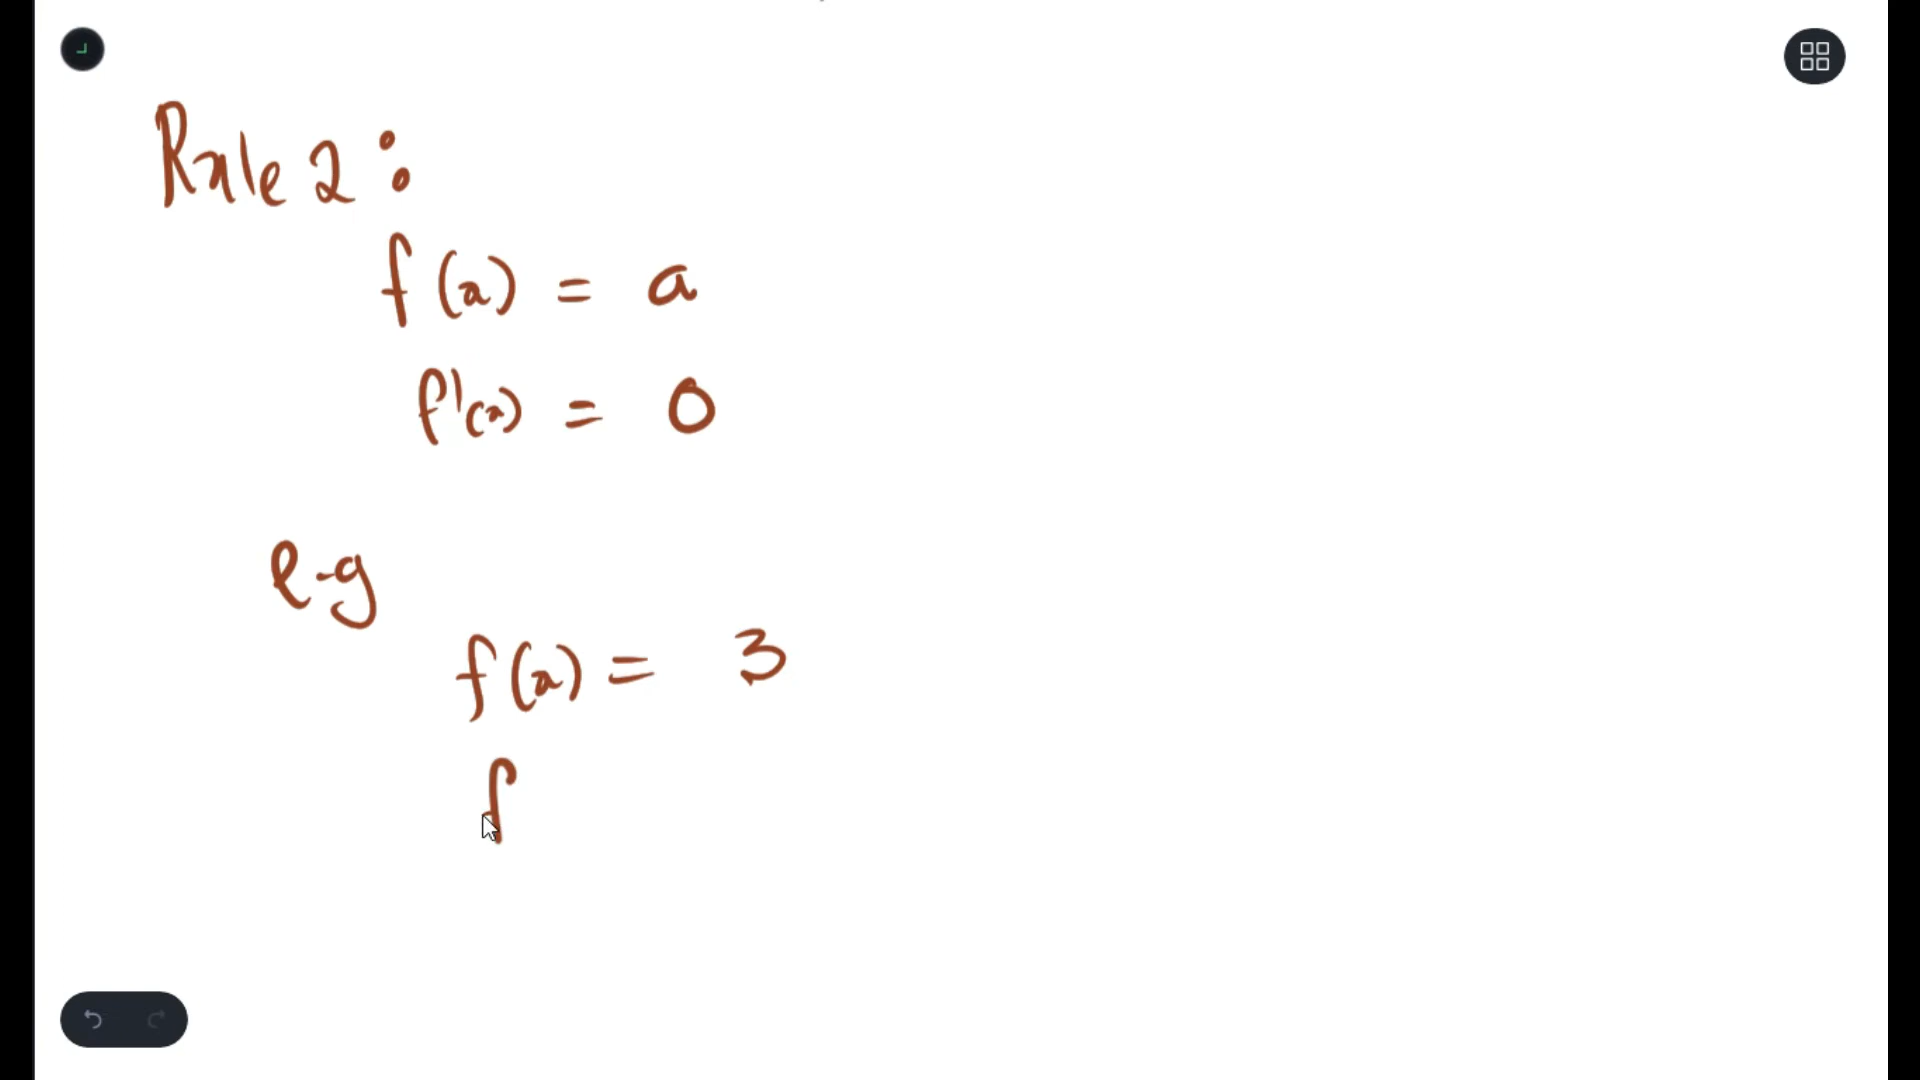 Rule 2 :
f(x) = a
f'(x) = 0
e.g
f(x) = 3
f